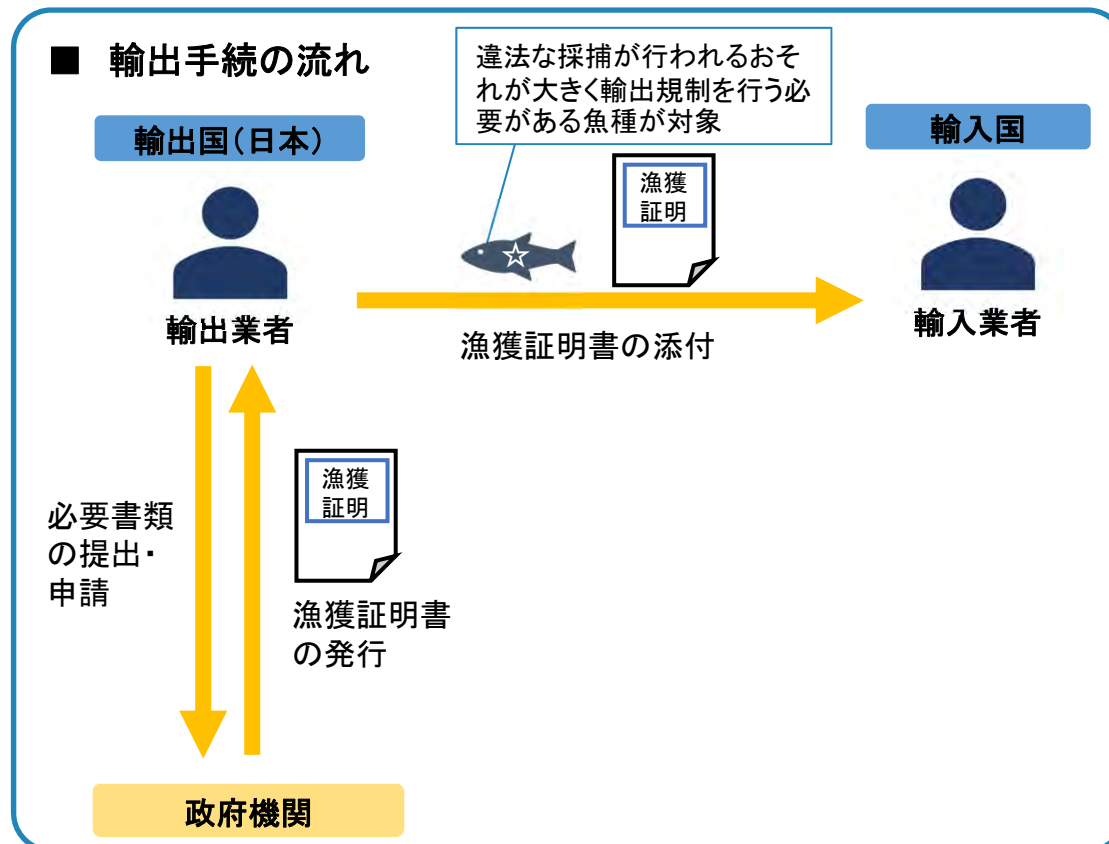 ■ 輸出手続の流れ
違法な採捕が行われるおそ
れが大きく輸出規制を行う必
要がある魚種が対象
輸出国(日本)
輸入国
漁獲
証明
輸出業者
漁獲証明書の添付
輸入業者
必要書類
の提出・
申請
漁獲
証明
漁獲証明書
の発行
政府機関